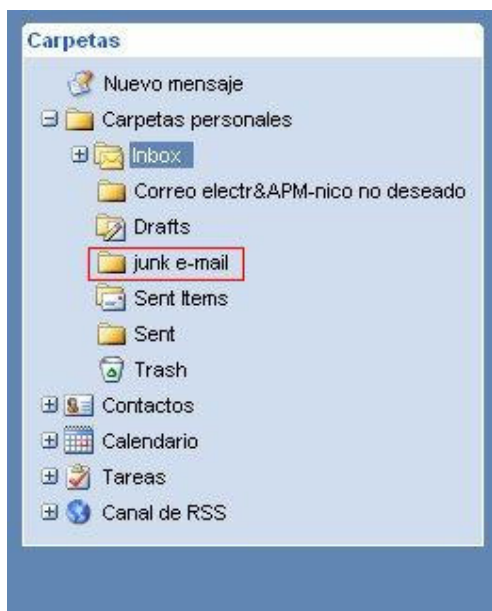 Carpetas
Nuevo mensaje
Carpetas personales
Inbox
Correo electr&APM-nico no deseado
Drafts
junk e-mail
Sent Items
Sent
Trash
Contactos
Calendario
Tareas
Canal de RSS